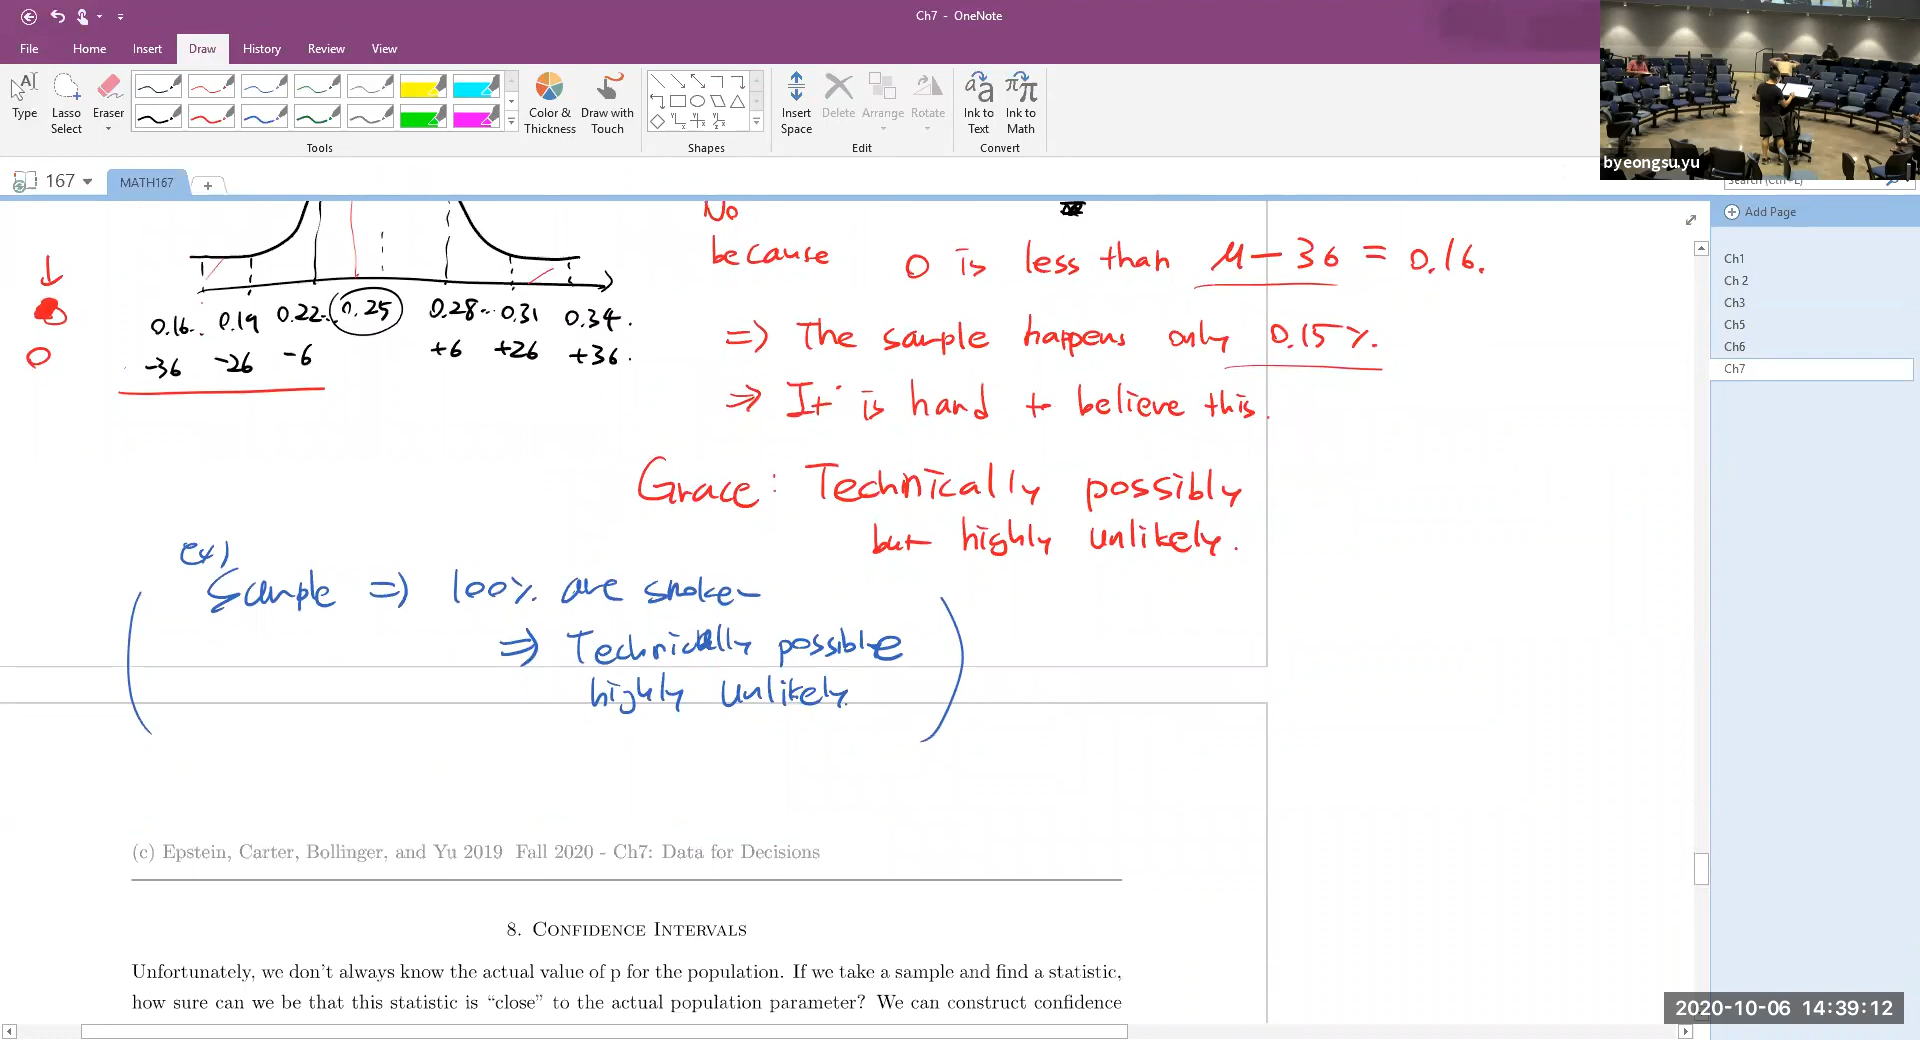 Ch7 - OneNote
File Home Insert Draw History Review View
Type Lasso Select Eraser Color & Thickness Draw with Touch Insert Space Delete Arrange Rotate Ink to Text Ink to Math
Tools Shapes Edit Convert
byeongsu.yu
167 MATH167
Search (Ctrl+E)
Add Page
Ch1
Ch 2
Ch3
Ch5
Ch6
Ch7
No
because 0 is less than μ - 3σ = 0.16.
0.16 0.19 0.22 0.25 0.28 0.31 0.34
-3σ -2σ -σ +σ +2σ +3σ
0
⇒ The sample happens only 0.15%.
⇒ It is hard to believe this.
Grace: Technically possibly
but highly unlikely.
ex)
Sample ⇒ 100% are smoker
⇒ Technically possible
highly unlikely.
(c) Epstein, Carter, Bollinger, and Yu 2019 Fall 2020 - Ch7: Data for Decisions
8. Confidence Intervals
Unfortunately, we don't always know the actual value of p for the population. If we take a sample and find a statistic,
how sure can we be that this statistic is “close” to the actual population parameter? We can construct confidence
2020-10-06 14:39:12